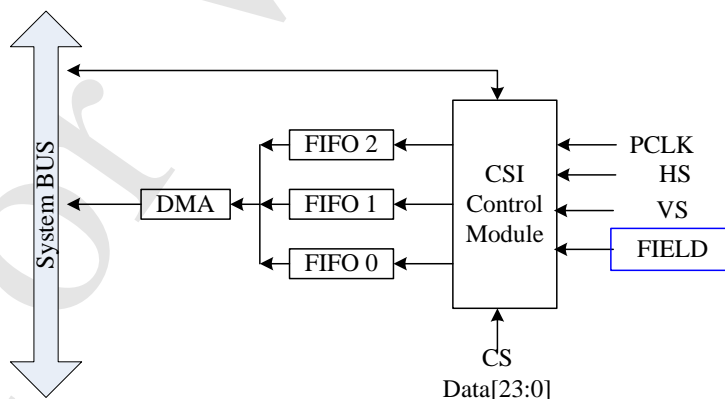 System BUS
DMA
FIFO 2
FIFO 1
FIFO 0
CSI
Control
Module
PCLK
HS
VS
FIELD
CS
Data[23:0]